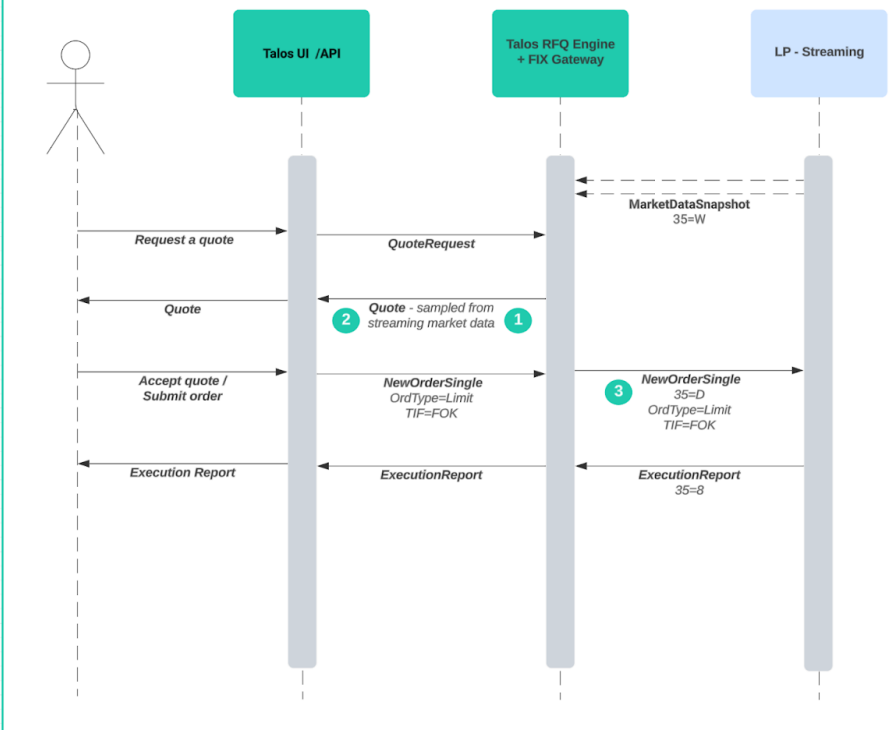 Talos UI /API
Talos RFQ Engine
+ FIX Gateway
LP - Streaming
MarketDataSnapshot
35=W
Request a quote
QuoteRequest
Quote
2
Quote - sampled from
streaming market data
1
Accept quote /
Submit order
NewOrderSingle
OrdType=Limit
TIF=FOK
3
NewOrderSingle
35=D
OrdType=Limit
TIF=FOK
Execution Report
ExecutionReport
ExecutionReport
35=8